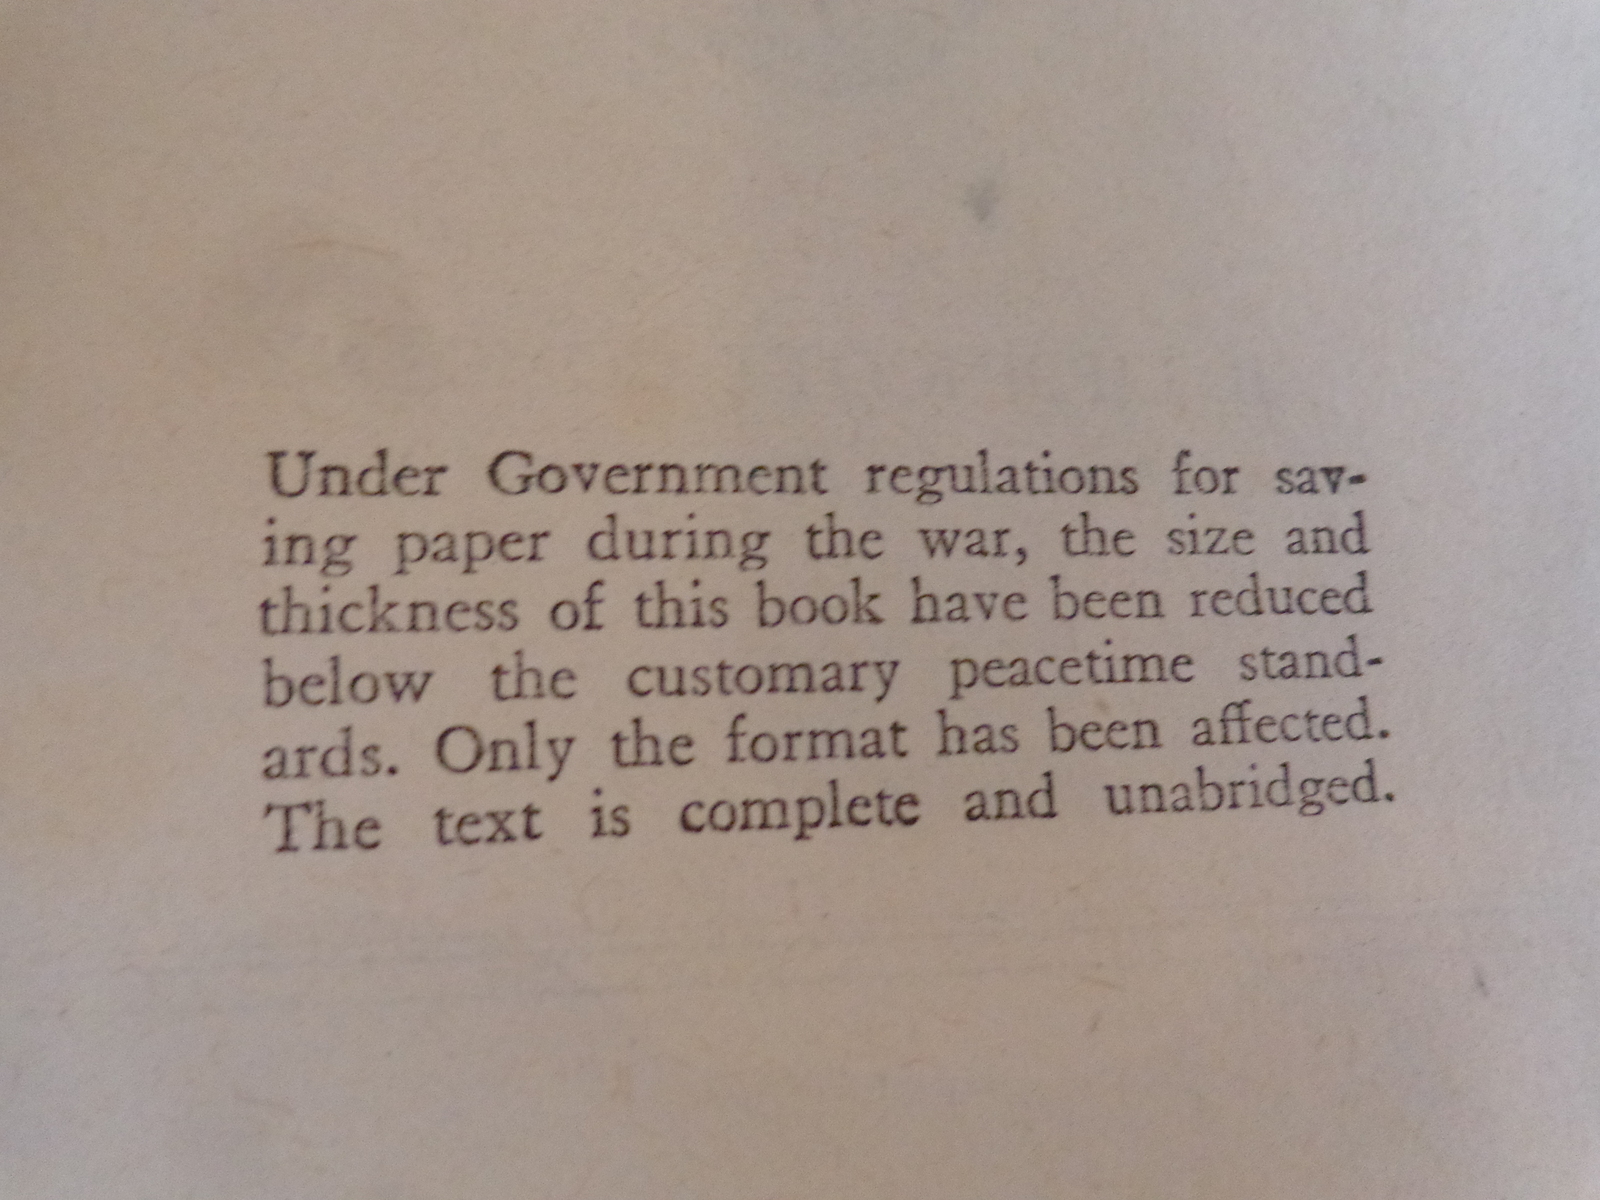 Under Government regulations for sav-
ing paper during the war, the size and
thickness of this book have been reduced
below the customary peacetime stand-
ards. Only the format has been affected.
The text is complete and unabridged.